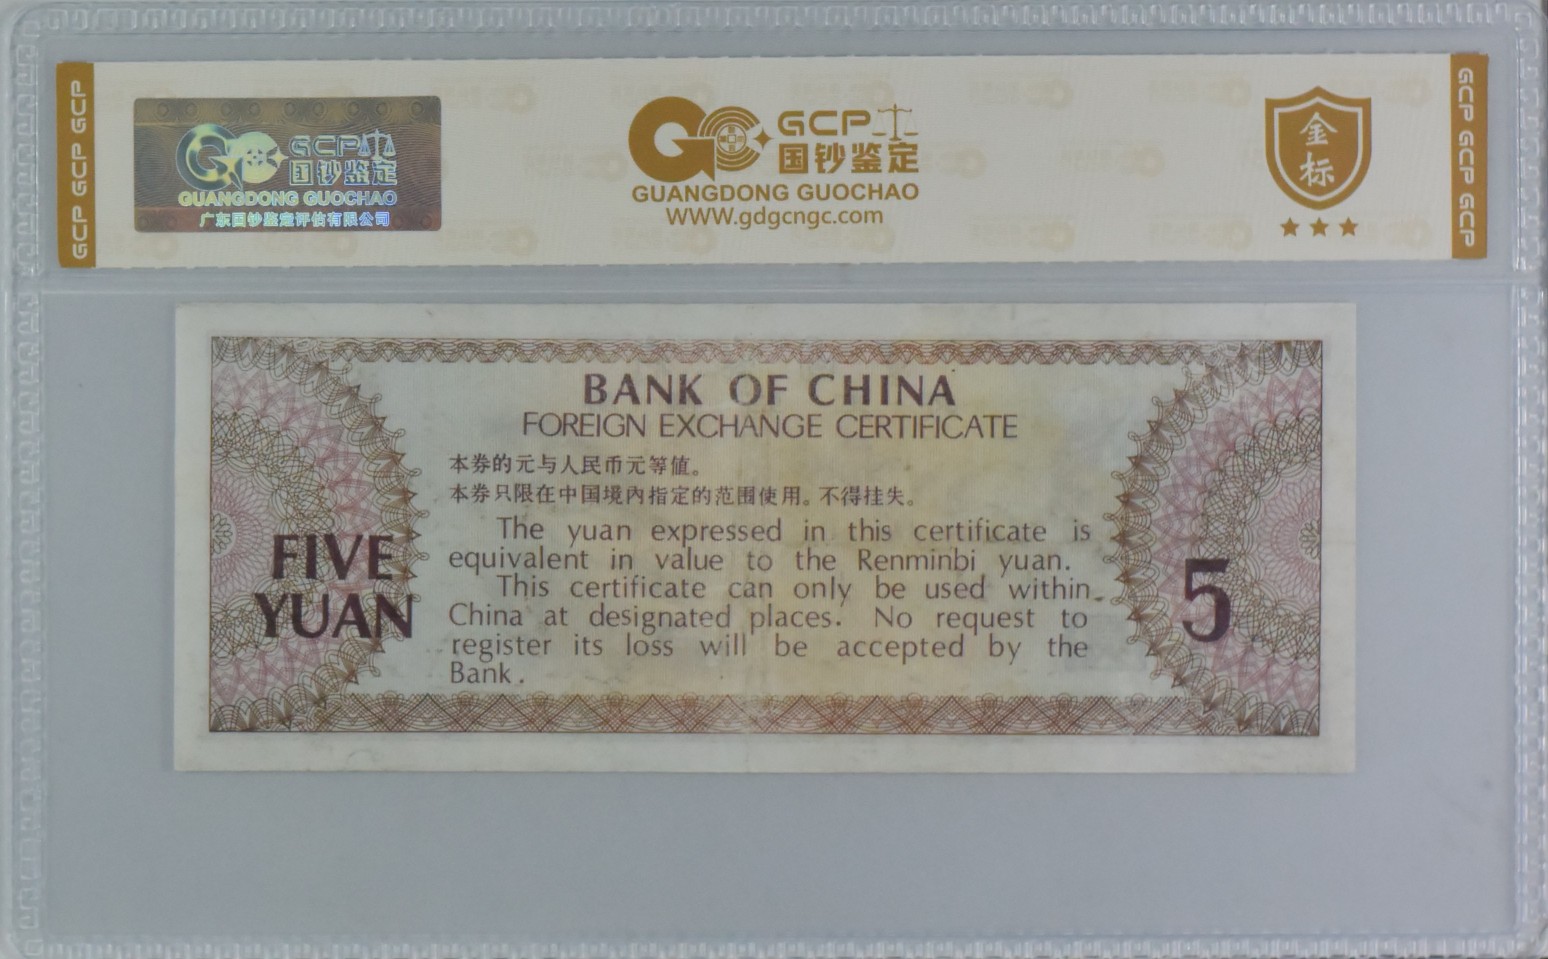 GCP GCP GCP
GCP
国钞鉴定
GUANGDONG GUOCHAO
广东国钞鉴定评估有限公司
GCP
国钞鉴定
GUANGDONG GUOCHAO
WWW.gdgcngc.com
金
标
GCP GCP GCP
BANK OF CHINA
FOREIGN EXCHANGE CERTIFICATE
本券的元与人民币元等値。
本券只限在中国境內指定的范围使用。不得挂失。
The yuan expressed in this certificate is
equivalent in value to the Renminbi yuan.
This certificate can only be used within
China at designated places. No request to
register its loss will be accepted by the
Bank.
FIVE
YUAN
5